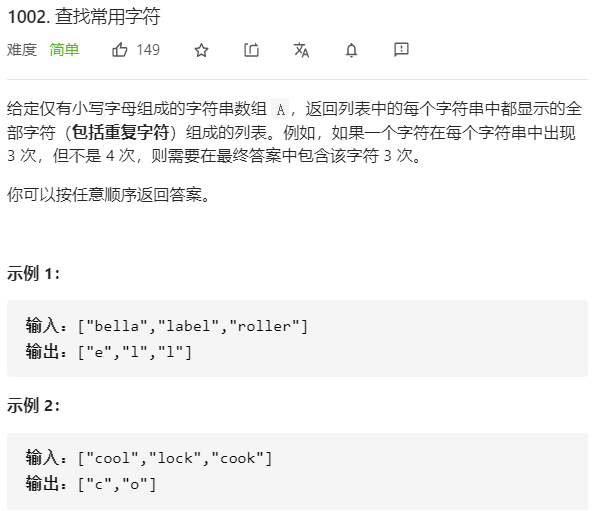 1002. 查找常用字符
难度 简单 149
给定仅有小写字母组成的字符串数组 A，返回列表中的每个字符串中都显示的全
部字符（包括重复字符）组成的列表。例如，如果一个字符在每个字符串中出现
3 次，但不是 4 次，则需要在最终答案中包含该字符 3 次。
你可以按任意顺序返回答案。
示例 1：
输入：["bella","label","roller"]
输出：["e","l","l"]
示例 2：
输入：["cool","lock","cook"]
输出：["c","o"]